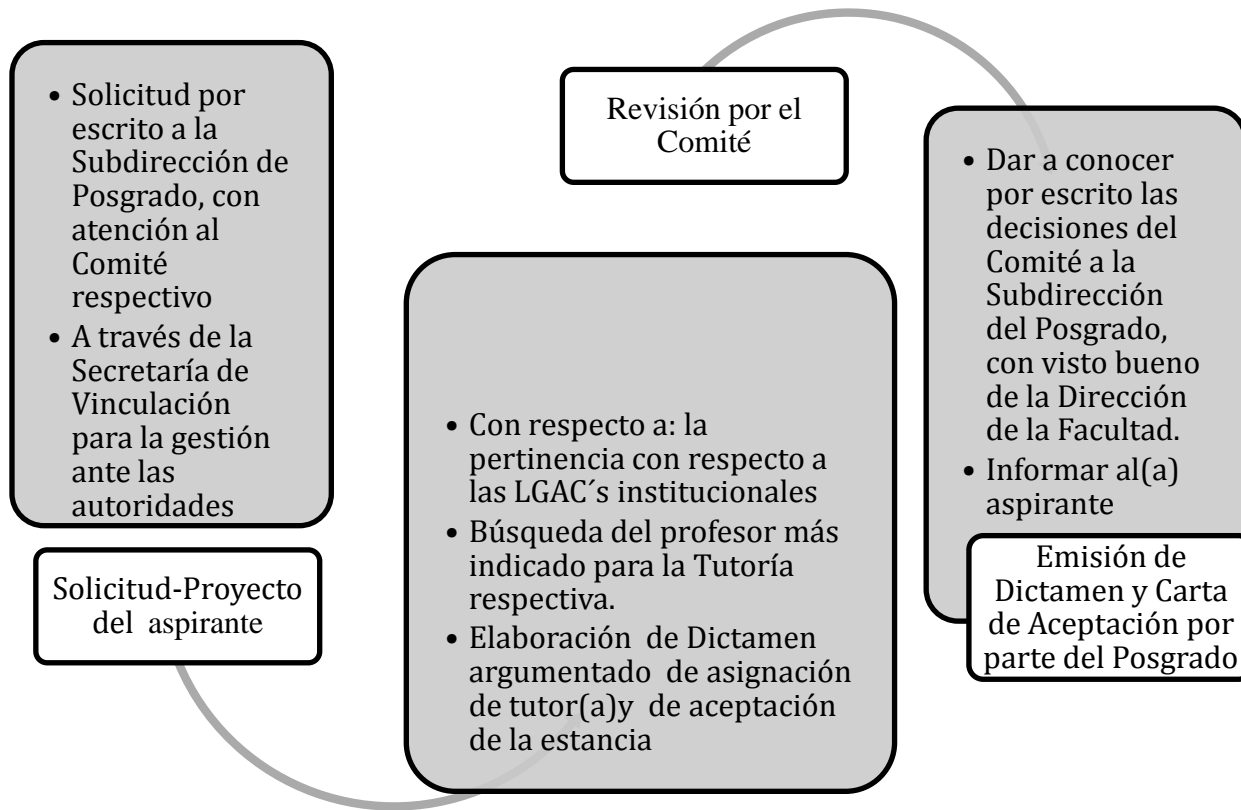 • Solicitud por
escrito a la
Subdirección de
Posgrado, con
atención al
Comité
respectivo
• A través de la
Secretaría de
Vinculación
para la gestión
ante las
autoridades
Solicitud-Proyecto
del aspirante
Revisión por el
Comité
• Con respecto a: la
pertinencia con respecto a
las LGAC´s institucionales
• Búsqueda del profesor más
indicado para la Tutoría
respectiva.
• Elaboración de Dictamen
argumentado de asignación
de tutor(a)y de aceptación
de la estancia
• Dar a conocer
por escrito las
decisiones del
Comité a la
Subdirección
del Posgrado,
con visto bueno
de la Dirección
de la Facultad.
• Informar al(a)
aspirante
Emisión de
Dictamen y Carta
de Aceptación por
parte del Posgrado